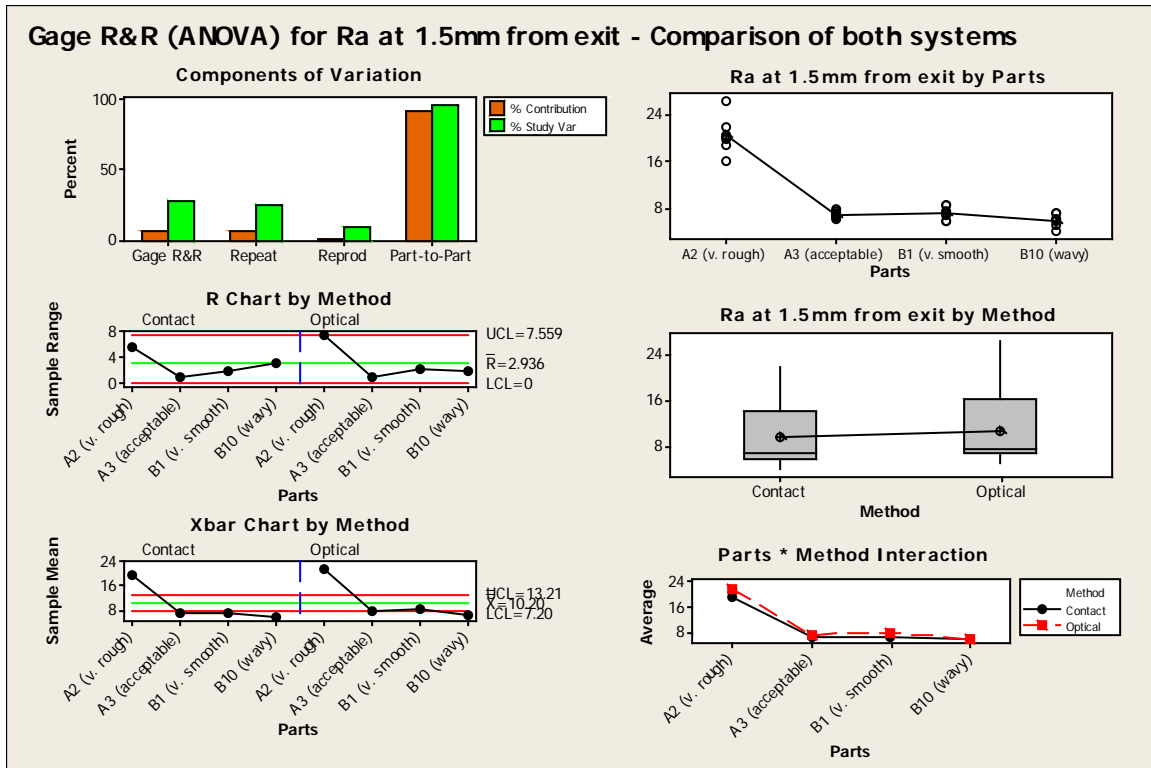 Gage R&R (ANOVA) for Ra at 1.5mm from exit - Comparison of both systems
Components of Variation
100
50
0
Percent
Gage R&R Repeat Reprod Part-to-Part
% Contribution
% Study Var
R Chart by Method
Contact Optical
8
4
0
Sample Range
UCL=7.559
R=2.936
LCL=0
A2 (v. rough) A3 (acceptable) B1 (v. smooth) B10 (wavy) A2 (v. rough) A3 (acceptable) B1 (v. smooth) B10 (wavy)
Parts
Xbar Chart by Method
Contact Optical
24
16
8
Sample Mean
UCL=13.21
X=10.20
LCL=7.20
A2 (v. rough) A3 (acceptable) B1 (v. smooth) B10 (wavy) A2 (v. rough) A3 (acceptable) B1 (v. smooth) B10 (wavy)
Parts
Ra at 1.5mm from exit by Parts
24
16
8
A2 (v. rough) A3 (acceptable) B1 (v. smooth) B10 (wavy)
Parts
Ra at 1.5mm from exit by Method
24
16
8
Contact Optical
Method
Parts * Method Interaction
24
16
8
Average
Method
Contact
Optical
A2 (v. rough) A3 (acceptable) B1 (v. smooth) B10 (wavy)
Parts